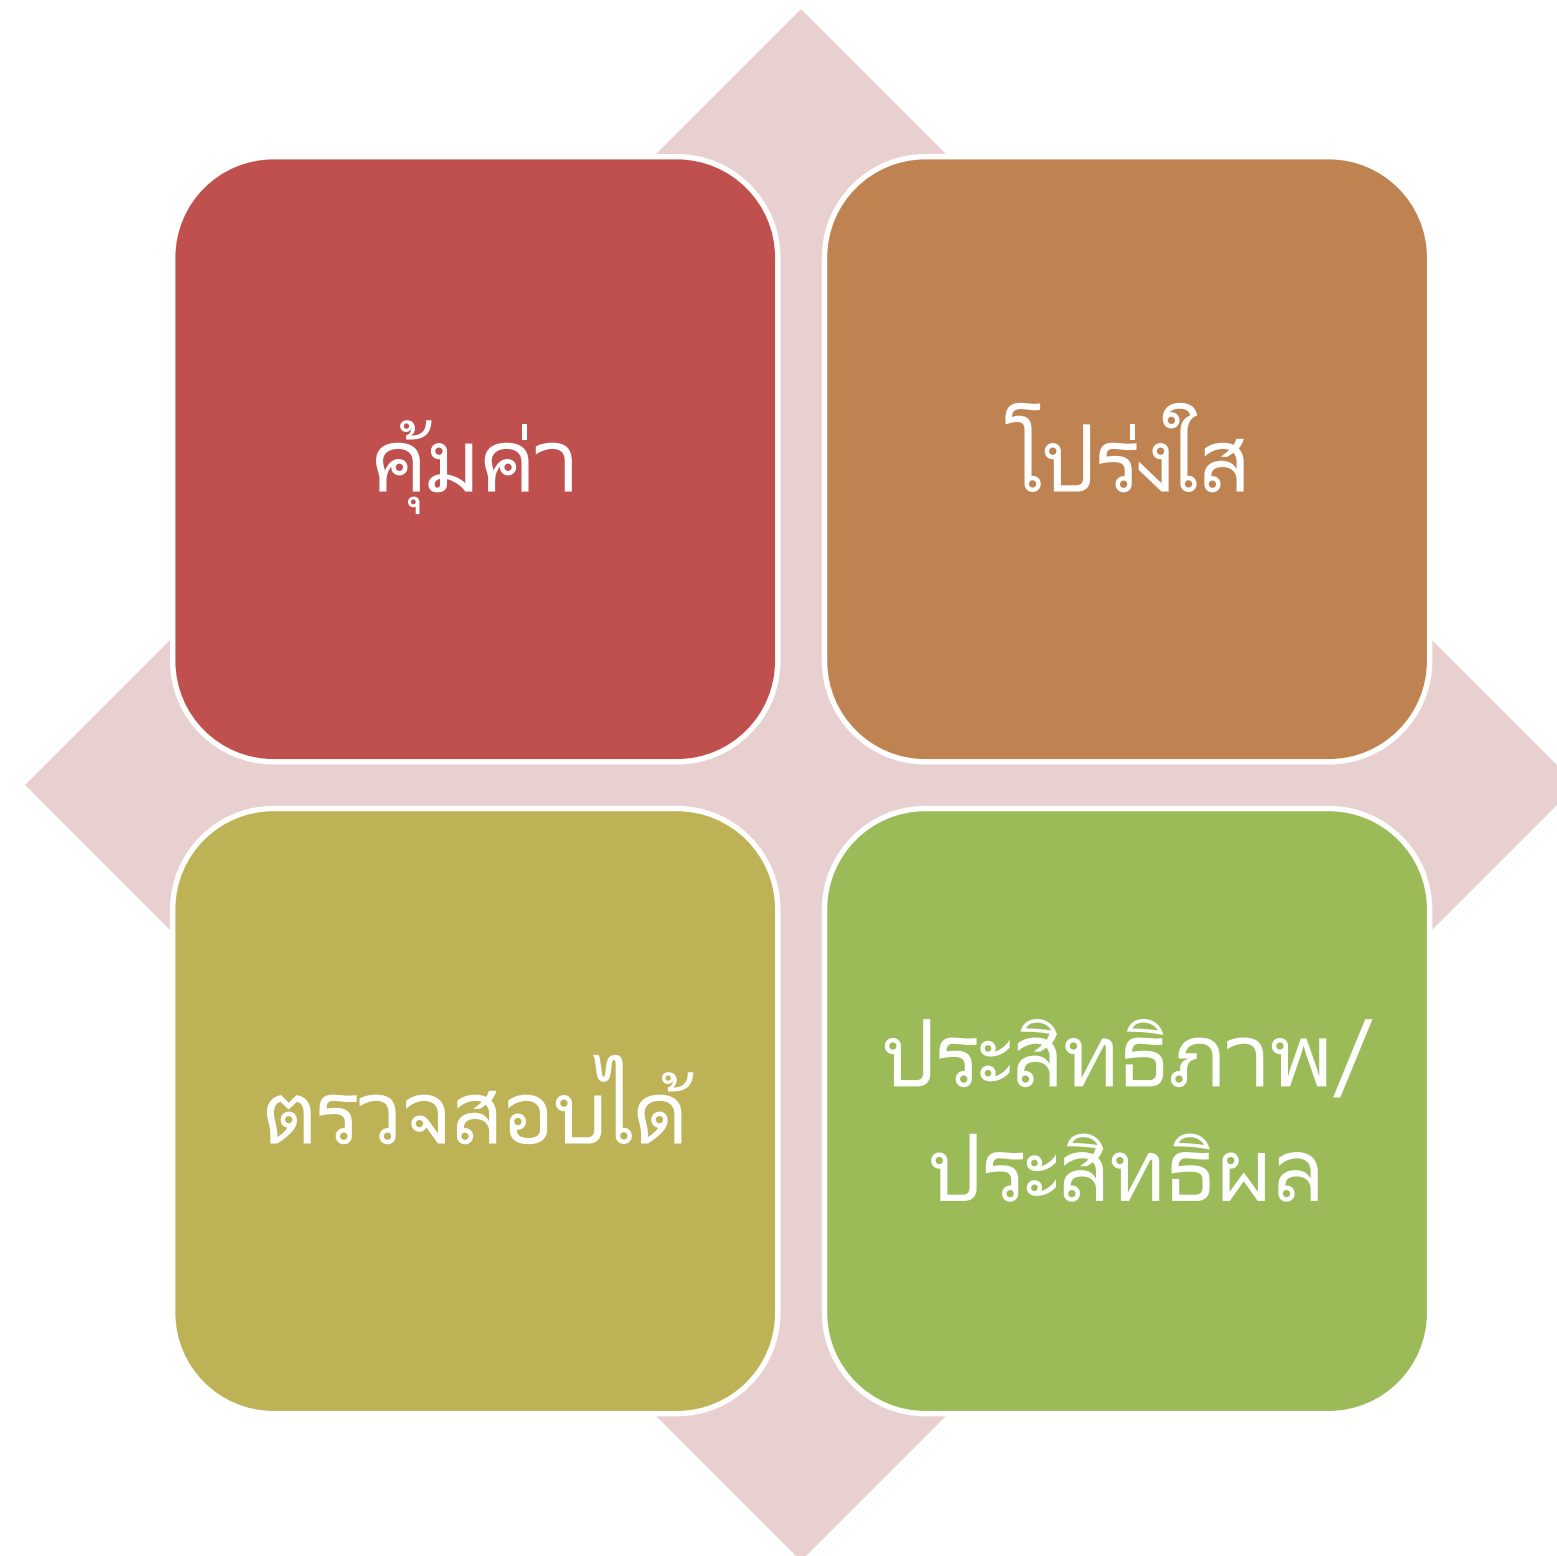 คุ้มค่า
โปร่งใส
ตรวจสอบได้
ประสิทธิภาพ/
ประสิทธิผล